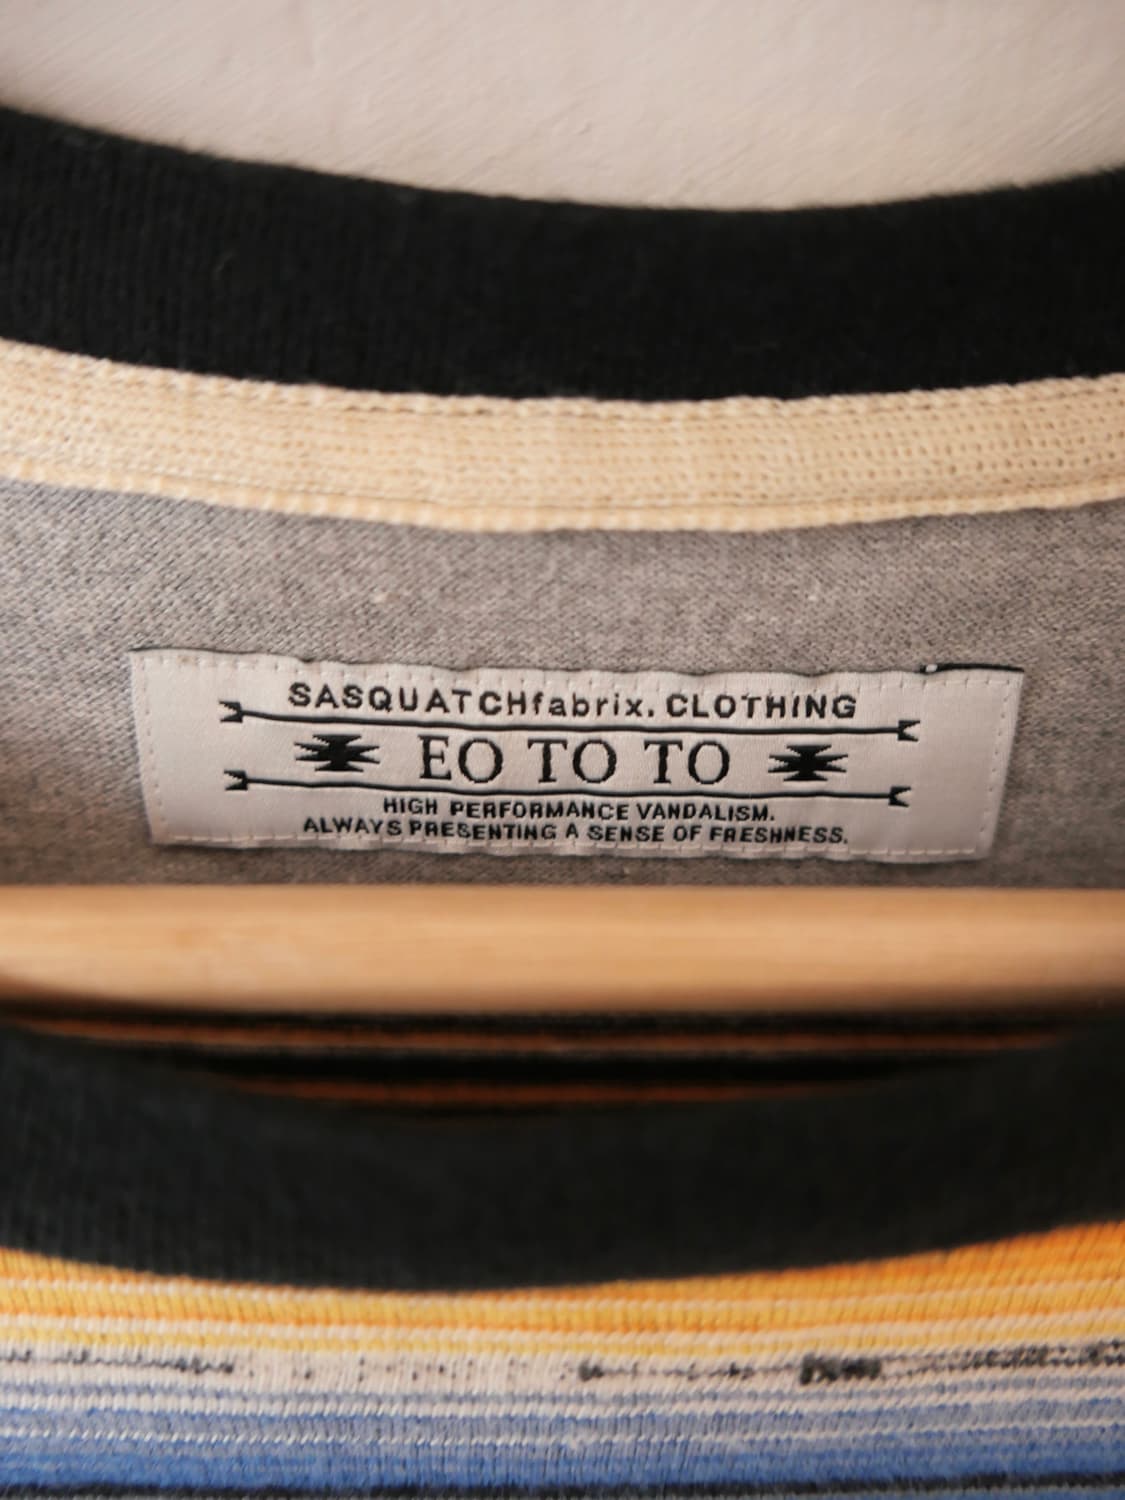 SASQUATCHfabrix. CLOTHING
EO TO TO
HIGH PERFORMANCE VANDALISM.
ALWAYS PRESENTING A SENSE OF FRESHNESS.